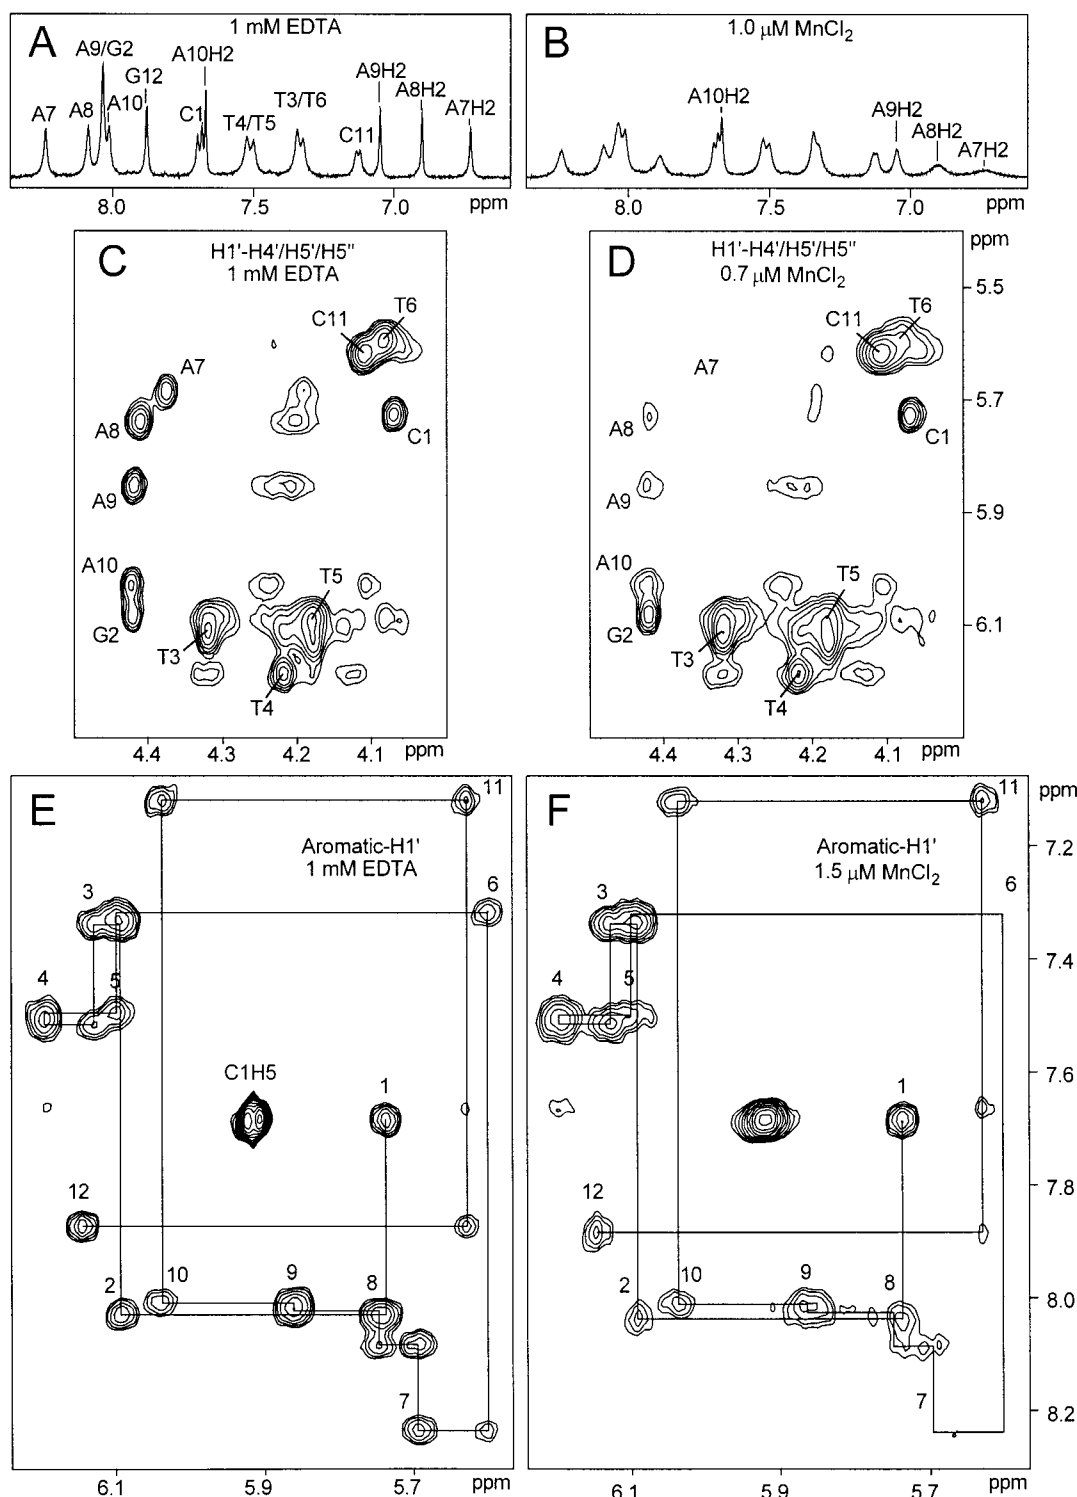 A
1 mM EDTA
A9/G2
A10H2
G12
A9H2
A8H2
A7
A8
A10
C1
T4/T5
T3/T6
C11
A7H2
8.0
7.5
7.0
ppm
B
1.0 μM MnCl2
A10H2
A9H2
A8H2
A7H2
8.0
7.5
7.0
ppm
C
H1'-H4'/H5'/H5"
1 mM EDTA
C11
T6
A7
A8
C1
A9
A10
T5
G2
T3
T4
4.4
4.3
4.2
4.1
ppm
D
H1'-H4'/H5'/H5"
0.7 μM MnCl2
ppm
5.5
C11
T6
A7
5.7
A8
C1
A9
5.9
A10
T5
G2
6.1
T3
T4
4.4
4.3
4.2
4.1
ppm
E
11
Aromatic-H1'
1 mM EDTA
3
6
4
5
C1H5
1
12
2
10
9
8
7
6.1
5.9
5.7
ppm
F
11
ppm
7.2
Aromatic-H1'
1.5 μM MnCl2
3
6
7.4
4
5
7.6
1
7.8
12
2
10
9
8
8.0
7
8.2
6.1
5.9
5.7
ppm